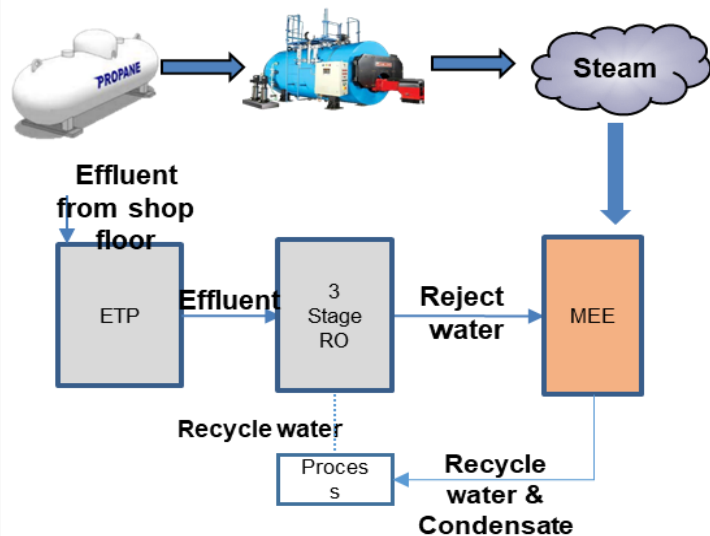 PROPANE
Steam
Effluent
from shop
floor
ETP
Effluent
3
Stage
RO
Reject
water
MEE
Recycle water
Proces
s
Recycle
water &
Condensate